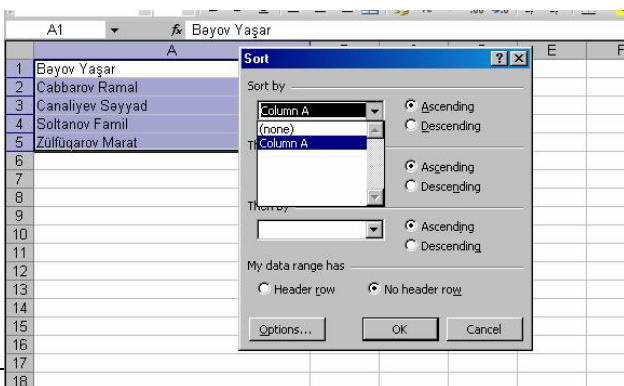 A1 fx Bəyov Yaşar
A E F
1 Bəyov Yaşar
2 Cabbarov Ramal
3 Canaliyev Səyyad
4 Soltanov Famil
5 Zülfüqarov Marat
6
7
8
9
10
11
12
13
14
15
16
17
18
Sort
Sort by
Column A
Ascending
Descending
(none)
Column A
Ascending
Descending
Then by
Ascending
Descending
My data range has
Header row No header row
Options... OK Cancel